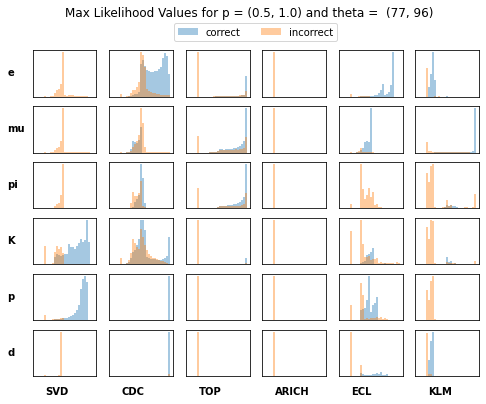 Max Likelihood Values for p = (0.5, 1.0) and theta =  (77, 96)
correct incorrect
e
mu
pi
K
p
d
SVD CDC TOP ARICH ECL KLM